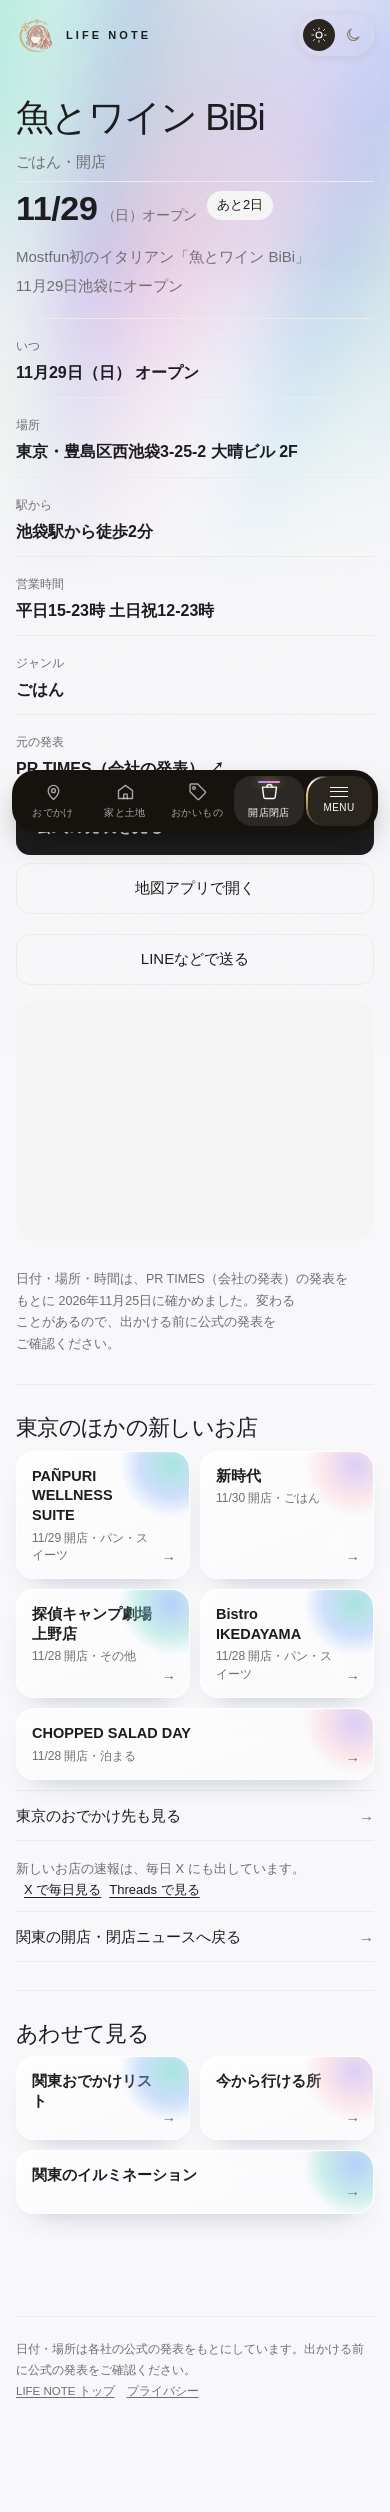 LIFE NOTE
魚とワイン BiBi
ごはん・開店
11/29 （日）オープン あと2日
Mostfun初のイタリアン「魚とワイン BiBi」
11月29日池袋にオープン
いつ
11月29日（日） オープン
場所
東京・豊島区西池袋3-25-2 大晴ビル 2F
駅から
池袋駅から徒歩2分
営業時間
平日15-23時 土日祝12-23時
ジャンル
ごはん
元の発表
PR TIMES（会社の発表） ↗
おでかけ 家と土地 おかいもの 開店閉店 MENU
地図アプリで開く
LINEなどで送る
日付・場所・時間は、PR TIMES（会社の発表）の発表を
もとに 2026年11月25日に確かめました。変わる
ことがあるので、出かける前に公式の発表を
ご確認ください。
東京のほかの新しいお店
PAÑPURI
WELLNESS
SUITE
11/29 開店・パン・ス
イーツ
→
新時代
11/30 開店・ごはん
→
探偵キャンプ劇場
上野店
11/28 開店・その他
→
Bistro
IKEDAYAMA
11/28 開店・パン・ス
イーツ
→
CHOPPED SALAD DAY
11/28 開店・泊まる
→
東京のおでかけ先も見る →
新しいお店の速報は、毎日 X にも出しています。
X で毎日見る Threads で見る
関東の開店・閉店ニュースへ戻る →
あわせて見る
関東おでかけリス
ト
→
今から行ける所
→
関東のイルミネーション
→
日付・場所は各社の公式の発表をもとにしています。出かける前
に公式の発表をご確認ください。
LIFE NOTE トップ プライバシー